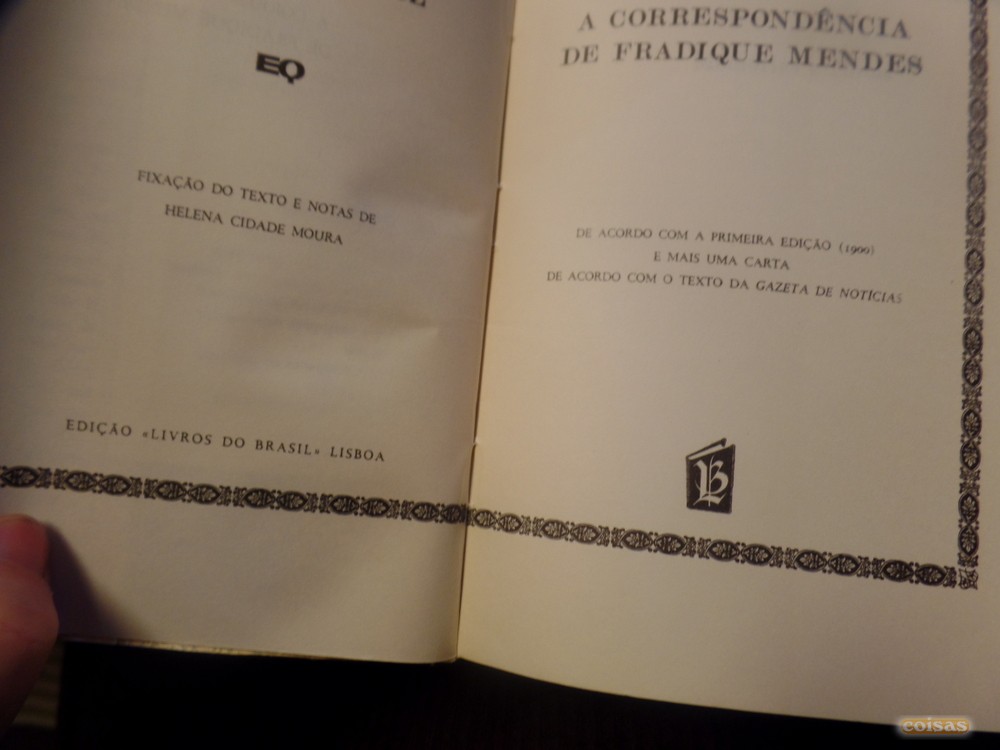 EQ
FIXAÇÃO DO TEXTO E NOTAS DE
HELENA CIDADE MOURA
EDIÇÃO «LIVROS DO BRASIL» LISBOA
A CORRESPONDÊNCIA
DE FRADIQUE MENDES
DE ACORDO COM A PRIMEIRA EDIÇÃO (1900)
E MAIS UMA CARTA
DE ACORDO COM O TEXTO DA GAZETA DE NOTÍCIAS
LB
coisas